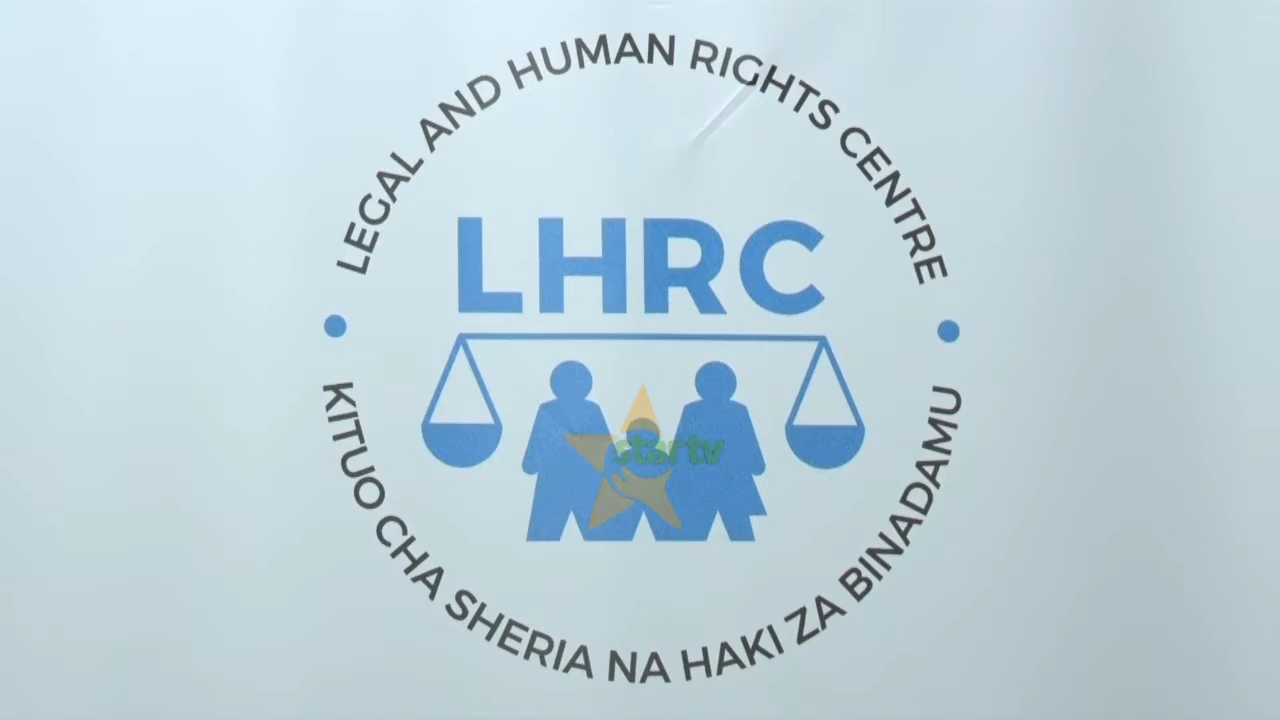 LEGAL AND HUMAN RIGHTS CENTRE
LHRC
startv
KITUO CHA SHERIA NA HAKI ZA BINADAMU